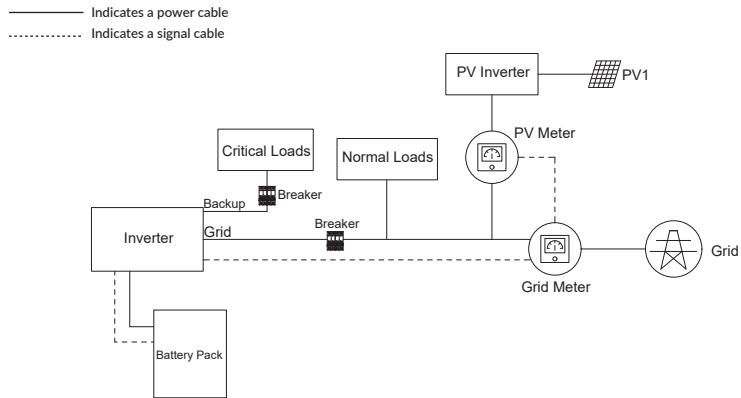 Indicates a power cable
Indicates a signal cable
PV Inverter
PV1
PV Meter
Critical Loads
Normal Loads
Breaker
Backup
Breaker
Inverter
Grid
Grid
Grid Meter
Battery Pack